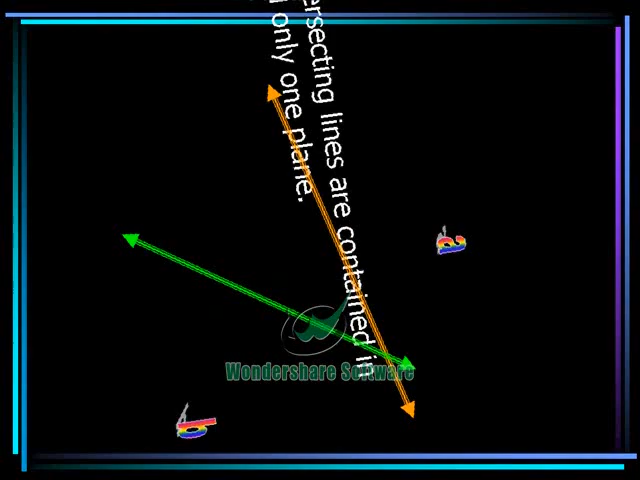 ersecting lines are contained in
only one plane.
a
Wondershare Software
b